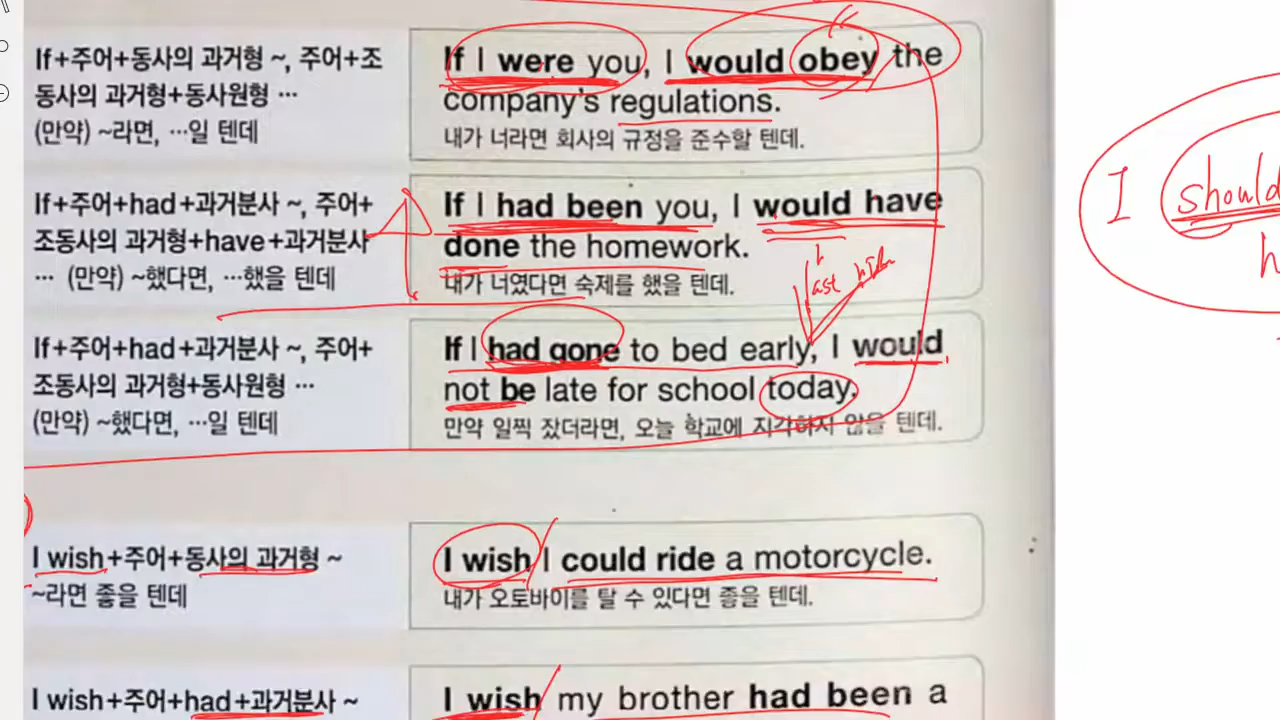 If+주어+동사의 과거형 ~, 주어+조
동사의 과거형+동사원형 ···
(만약) ~라면, ···일 텐데
If I were you, I would obey the
company's regulations.
내가 너라면 회사의 규정을 준수할 텐데.
If+주어+had+과거분사 ~, 주어+
조동사의 과거형+have+과거분사
··· (만약) ~했다면, ···했을 텐데
If I had been you, I would have
done the homework.
내가 너였다면 숙제를 했을 텐데.
last night
If+주어+had+과거분사 ~, 주어+
조동사의 과거형+동사원형 ···
(만약) ~했다면, ···일 텐데
If I had gone to bed early, I would
not be late for school today.
만약 일찍 잤더라면, 오늘 학교에 지각하지 않을 텐데.
I wish+주어+동사의 과거형 ~
~라면 좋을 텐데
I wish I could ride a motorcycle.
내가 오토바이를 탈 수 있다면 좋을 텐데.
I wish+주어+had+과거분사 ~
I wish my brother had been a
I should
h